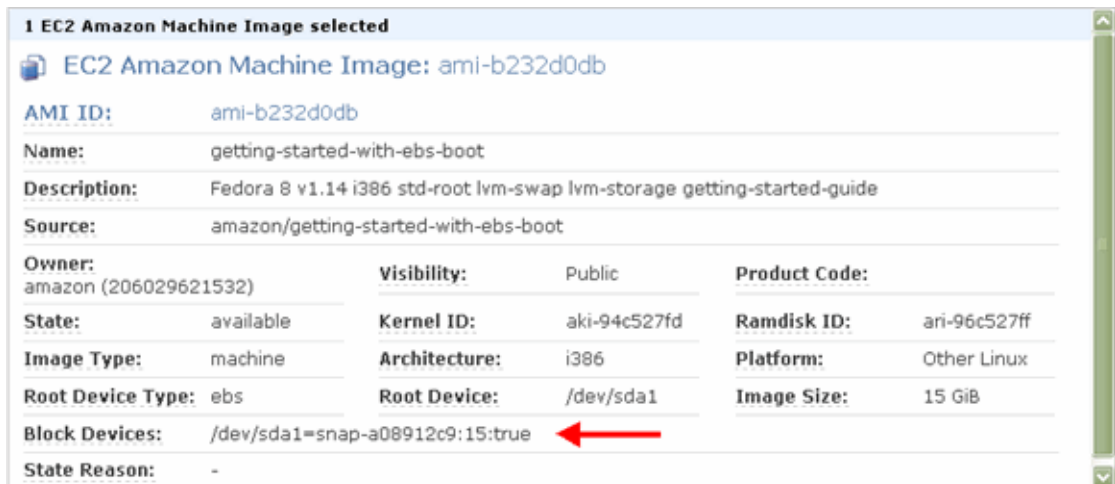 1 EC2 Amazon Machine Image selected
EC2 Amazon Machine Image: ami-b232d0db
AMI ID: ami-b232d0db
Name: getting-started-with-ebs-boot
Description: Fedora 8 v1.14 i386 std-root lvm-swap lvm-storage getting-started-guide
Source: amazon/getting-started-with-ebs-boot
Owner:
amazon (206029621532) Visibility: Public Product Code:
State: available Kernel ID: aki-94c527fd Ramdisk ID: ari-96c527ff
Image Type: machine Architecture: i386 Platform: Other Linux
Root Device Type: ebs Root Device: /dev/sda1 Image Size: 15 GiB
Block Devices: /dev/sda1=snap-a08912c9:15:true
State Reason: -